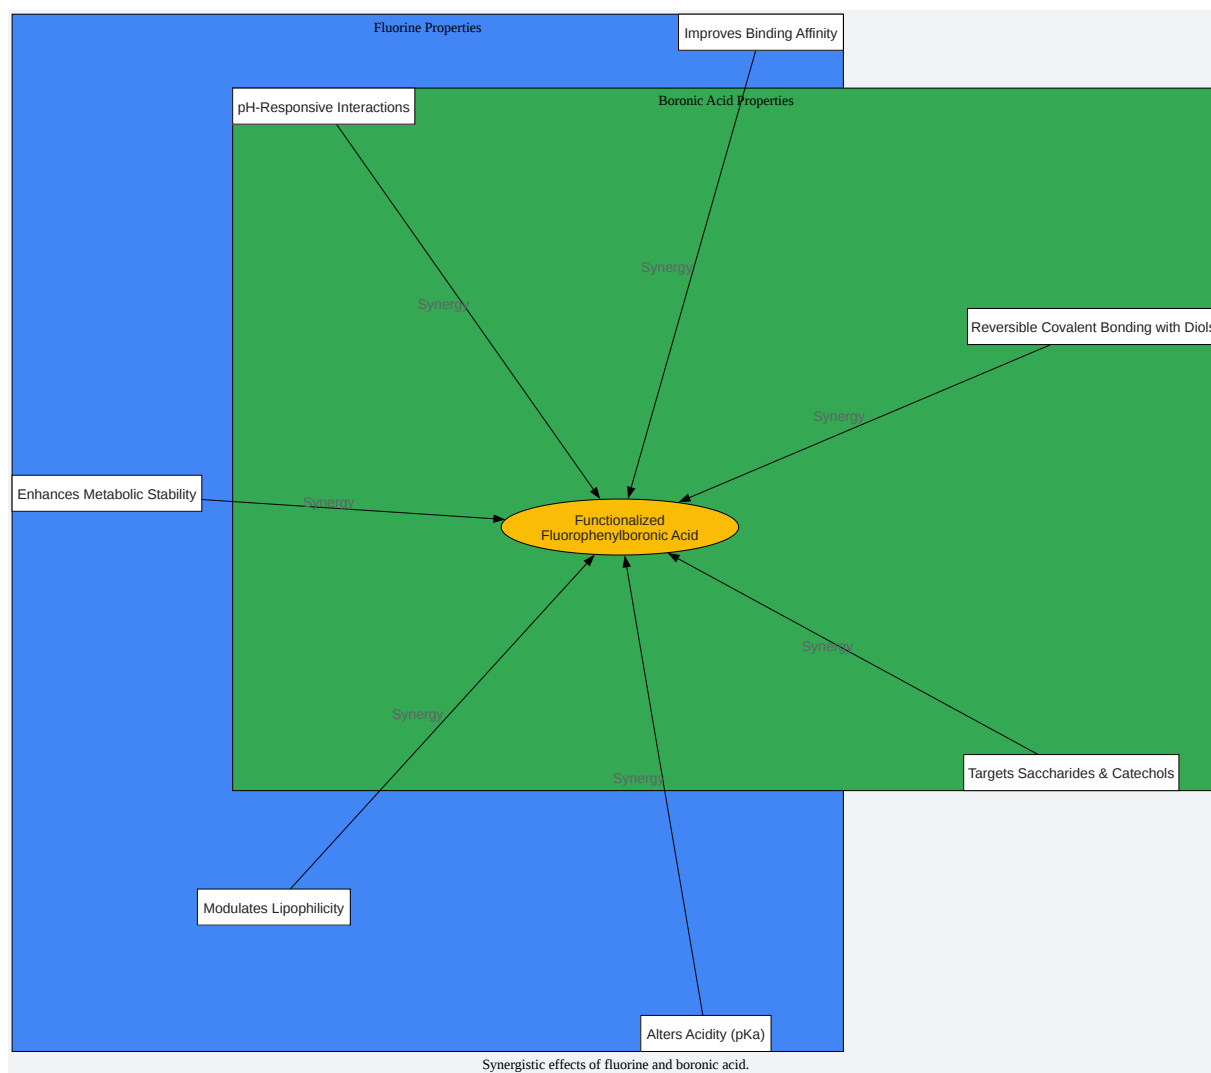 Fluorine Properties
Improves Binding Affinity
Boronic Acid Properties
pH-Responsive Interactions
Synergy
Synergy
Reversible Covalent Bonding with Diols
Synergy
Enhances Metabolic Stability
Synergy
Functionalized
Fluorophenylboronic Acid
Synergy
Synergy
Targets Saccharides & Catechols
Synergy
Modulates Lipophilicity
Alters Acidity (pKa)
Synergistic effects of fluorine and boronic acid.